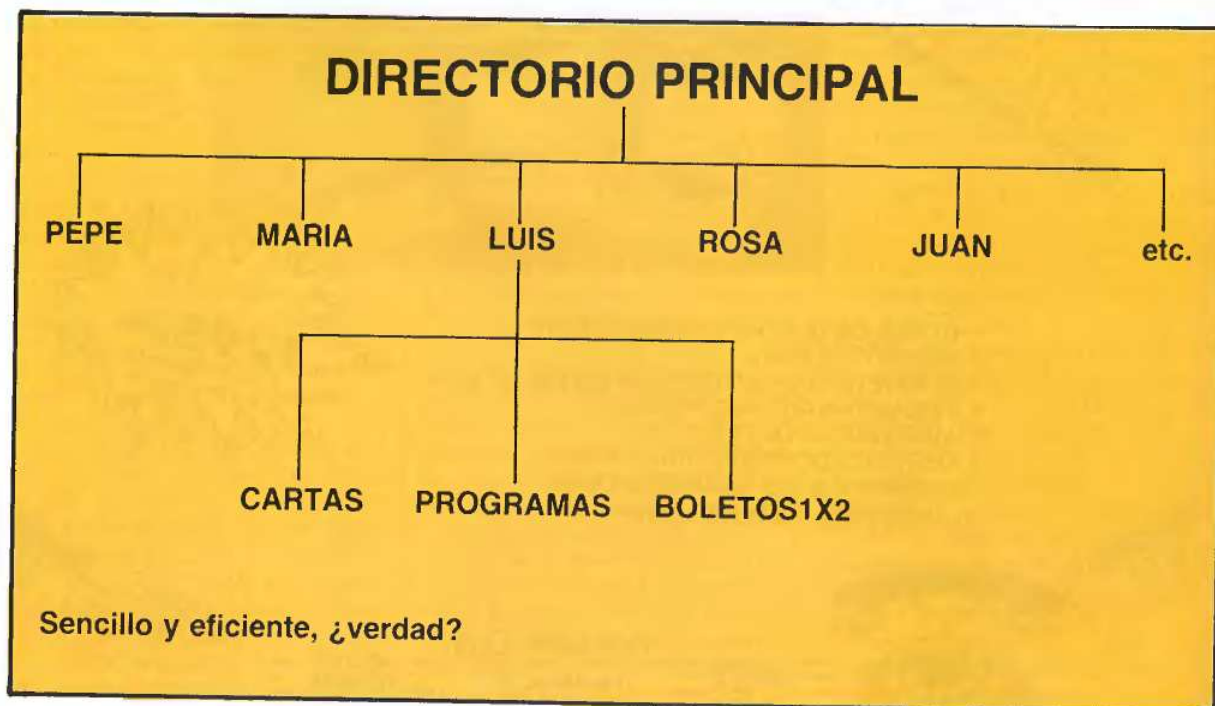 DIRECTORIO PRINCIPAL
PEPE MARIA LUIS ROSA JUAN etc.
CARTAS PROGRAMAS BOLETOS1X2
Sencillo y eficiente, ¿verdad?